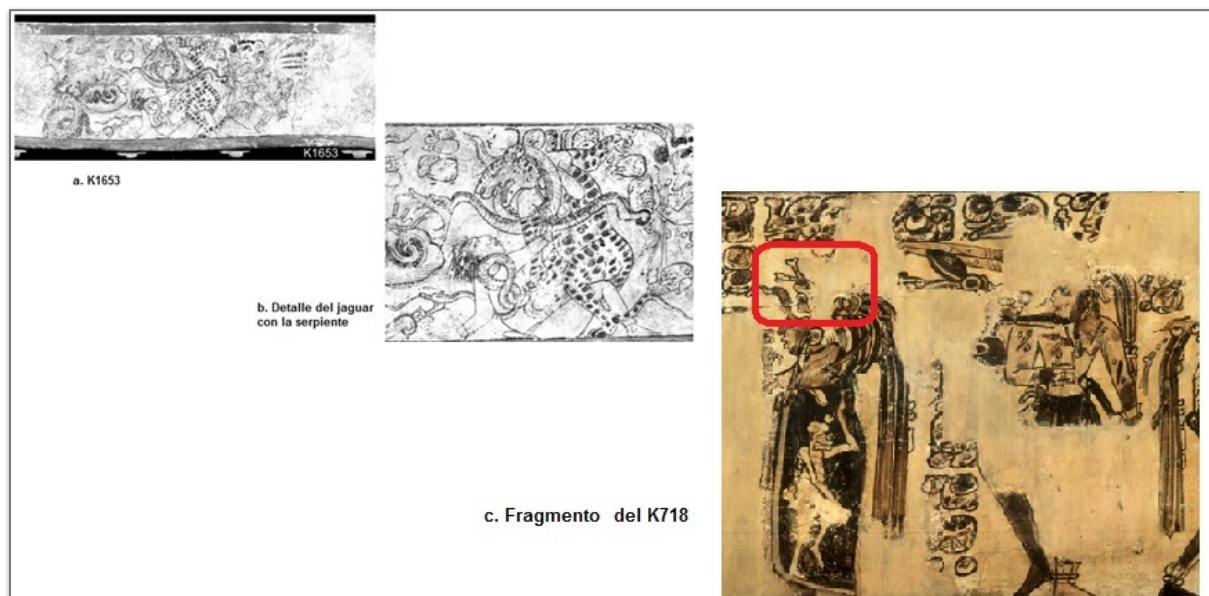 K1653
a. K1653
b. Detalle del jaguar
con la serpiente
c. Fragmento del K718